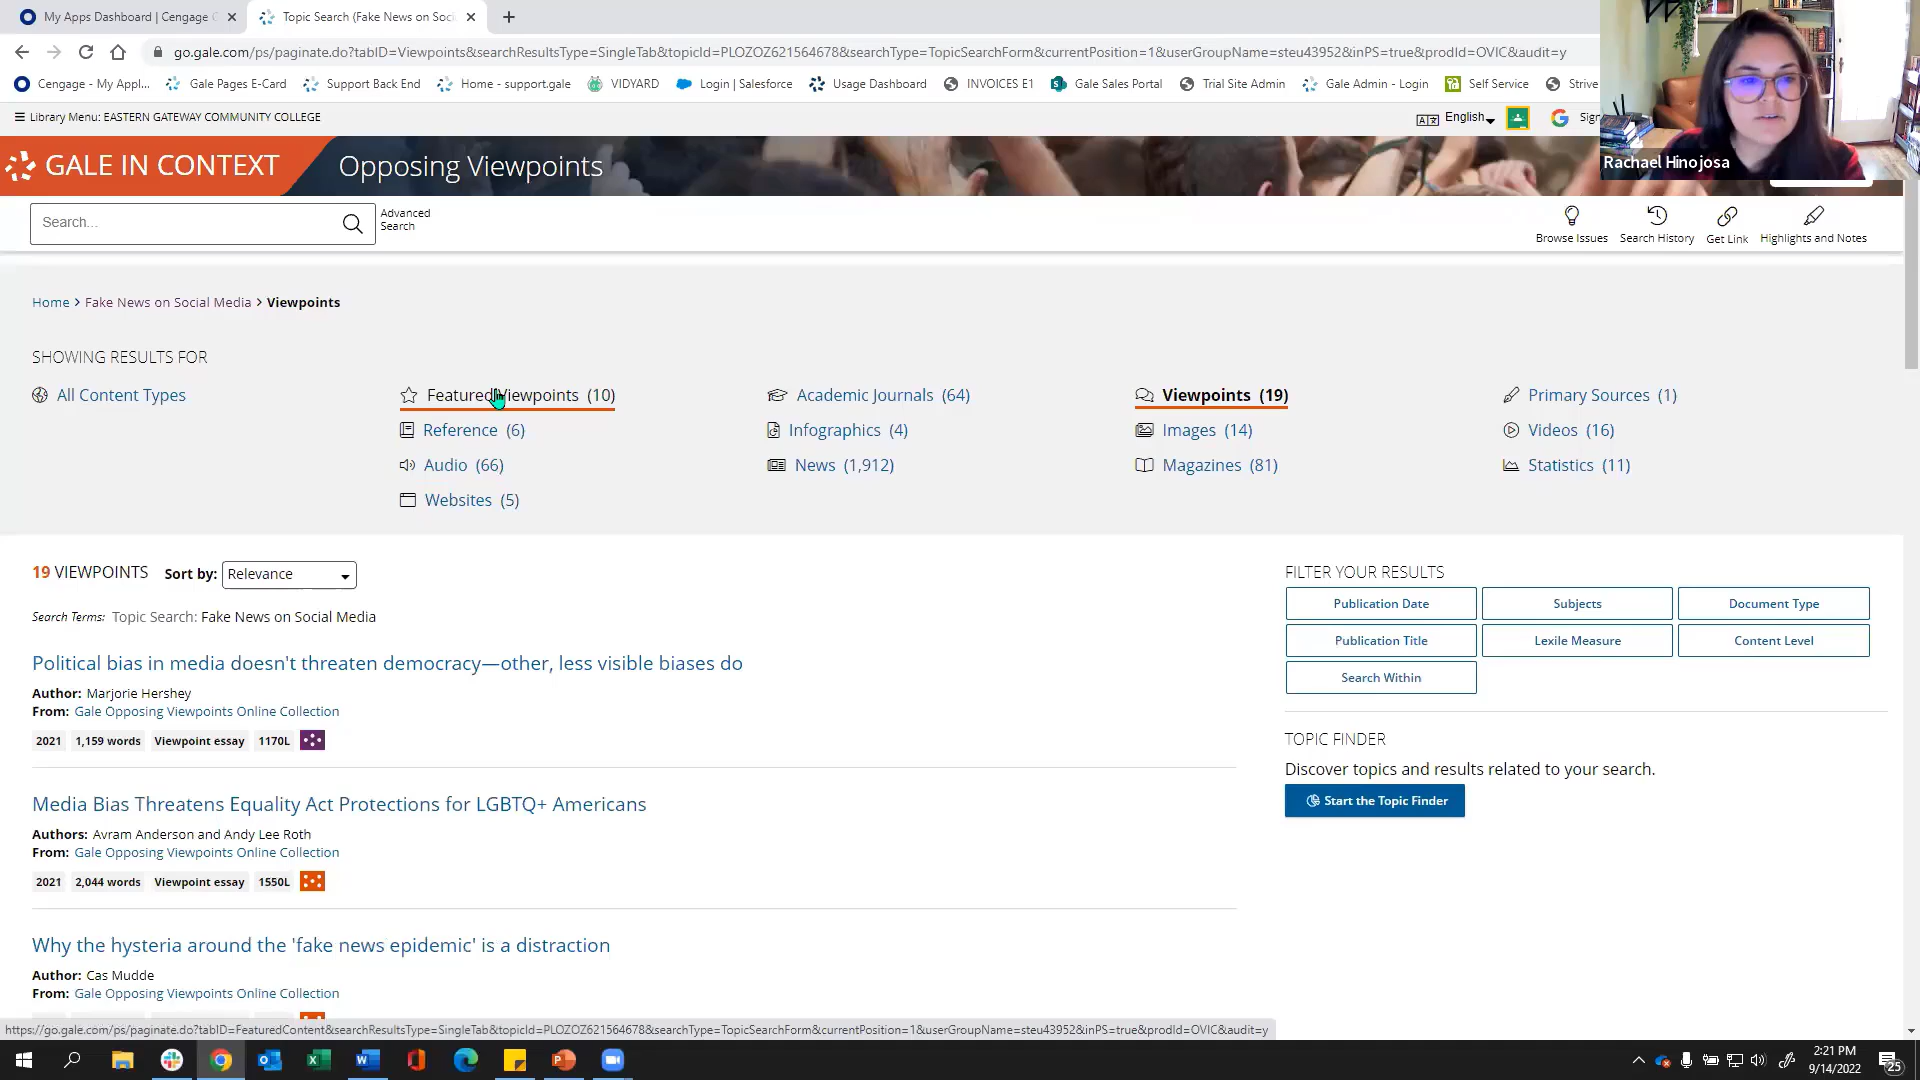 My Apps Dashboard | Cengage
Topic Search (Fake News on Soci
go.gale.com/ps/paginate.do?tabID=Viewpoints&searchResultsType=SingleTab&topicId=PLOZOZ621564678&searchType=TopicSearchForm&currentPosition=1&userGroupName=steu43952&inPS=true&prodId=OVIC&audit=y
Cengage - My Appl... Gale Pages E-Card Support Back End Home - support.gale VIDYARD Login | Salesforce Usage Dashboard INVOICES E1 Gale Sales Portal Trial Site Admin Gale Admin - Login Self Service Strive
Library Menu: EASTERN GATEWAY COMMUNITY COLLEGE
English
Rachael Hinojosa
GALE IN CONTEXT Opposing Viewpoints
Search...
Advanced
Search
Browse Issues Search History Get Link Highlights and Notes
Home > Fake News on Social Media > Viewpoints
SHOWING RESULTS FOR
All Content Types Featured Viewpoints (10) Academic Journals (64) Viewpoints (19) Primary Sources (1)
Reference (6) Infographics (4) Images (14) Videos (16)
Audio (66) News (1,912) Magazines (81) Statistics (11)
Websites (5)
19 VIEWPOINTS Sort by: Relevance
Search Terms: Topic Search: Fake News on Social Media
Political bias in media doesn't threaten democracy—other, less visible biases do
Author: Marjorie Hershey
From: Gale Opposing Viewpoints Online Collection
2021 1,159 words Viewpoint essay 1170L
Media Bias Threatens Equality Act Protections for LGBTQ+ Americans
Authors: Avram Anderson and Andy Lee Roth
From: Gale Opposing Viewpoints Online Collection
2021 2,044 words Viewpoint essay 1550L
Why the hysteria around the 'fake news epidemic' is a distraction
Author: Cas Mudde
From: Gale Opposing Viewpoints Online Collection
FILTER YOUR RESULTS
Publication Date Subjects Document Type
Publication Title Lexile Measure Content Level
Search Within
TOPIC FINDER
Discover topics and results related to your search.
Start the Topic Finder
https://go.gale.com/ps/paginate.do?tabID=FeaturedContent&searchResultsType=SingleTab&topicId=PLOZOZ621564678&searchType=TopicSearchForm&currentPosition=1&userGroupName=steu43952&inPS=true&prodId=OVIC&audit=y
2:21 PM
9/14/2022
25